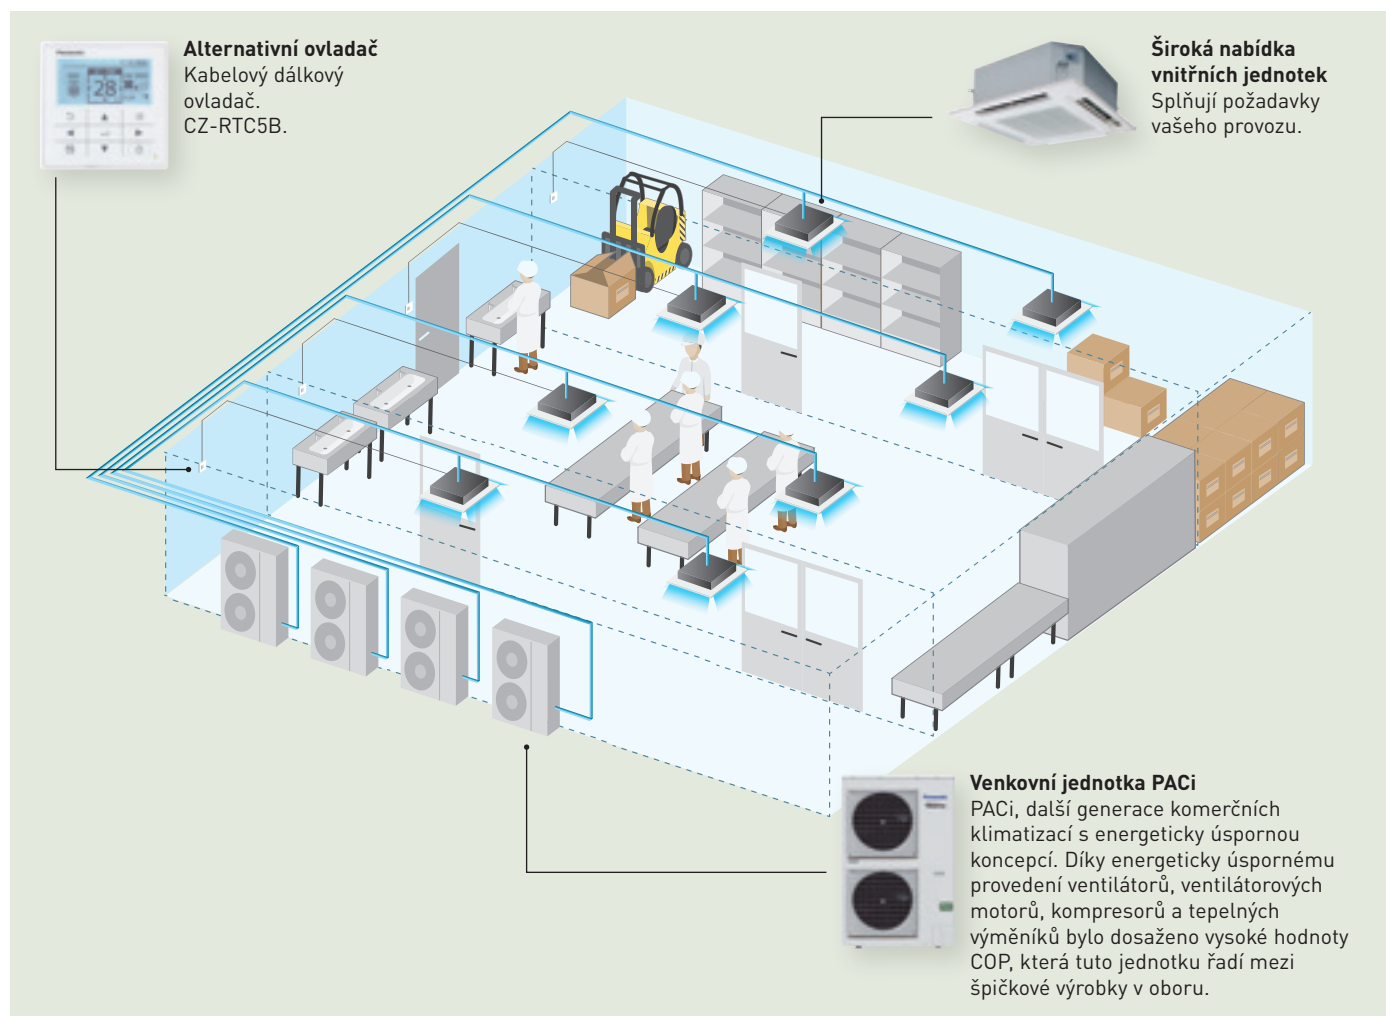 Alternativní ovladač
Kabelový dálkový
ovladač.
CZ-RTC5B.
Široká nabídka
vnitřních jednotek
Splňují požadavky
vašeho provozu.
28
Venkovní jednotka PACi
PACi, další generace komerčních
klimatizací s energeticky úspornou
koncepcí. Díky energeticky úspornému
provedení ventilátorů, ventilátorových
motorů, kompresorů a tepelných
výměníků bylo dosaženo vysoké hodnoty
COP, která tuto jednotku řadí mezi
špičkové výrobky v oboru.